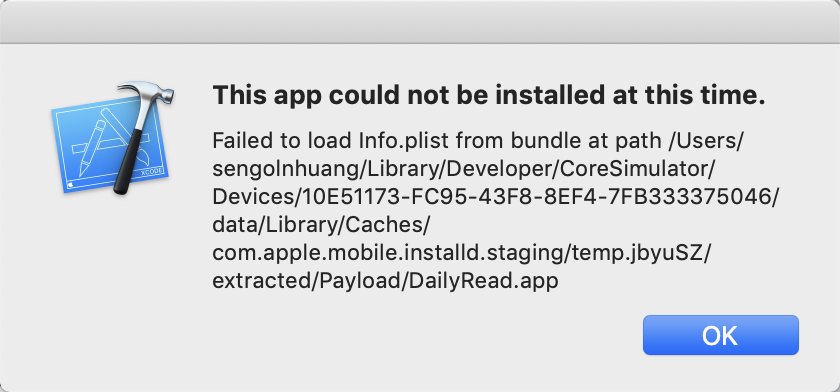 This app could not be installed at this time.
Failed to load Info.plist from bundle at path /Users/
sengolnhuang/Library/Developer/CoreSimulator/
Devices/10E51173-FC95-43F8-8EF4-7FB333375046/
data/Library/Caches/
com.apple.mobile.installd.staging/temp.jbyuSZ/
extracted/Payload/DailyRead.app
XCODE
OK